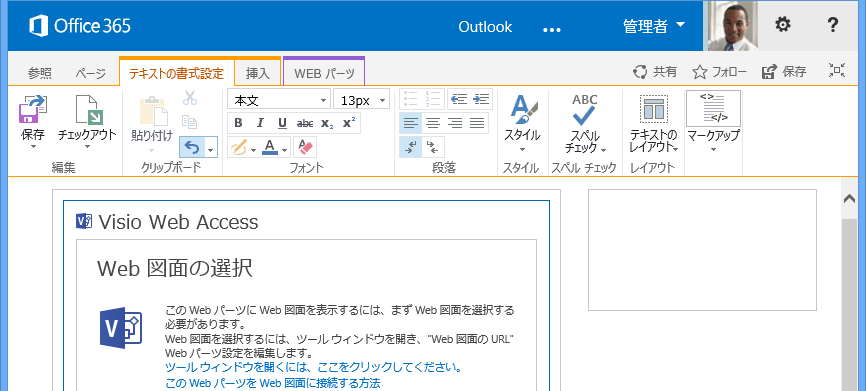 Office 365
Outlook
管理者
?
参照
ページ
テキストの書式設定
挿入
WEB パーツ
共有
フォロー
保存
保存
チェックアウト
貼り付け
本文
13px
B I U abc x₂ x²
A
A
スタイル
ABC
スペル
チェック
テキストの
レイアウト
マークアップ
編集
クリップボード
フォント
段落
スタイル
スペル チェック
レイアウト
Visio Web Access
Web 図面の選択
この Web パーツに Web 図面を表示するには、まず Web 図面を選択する
必要があります。
Web 図面を選択するには、ツール ウィンドウを開き、"Web 図面の URL"
Web パーツ設定を編集します。
ツール ウィンドウを開くには、ここをクリックしてください。
この Web パーツを Web 図面に接続する方法